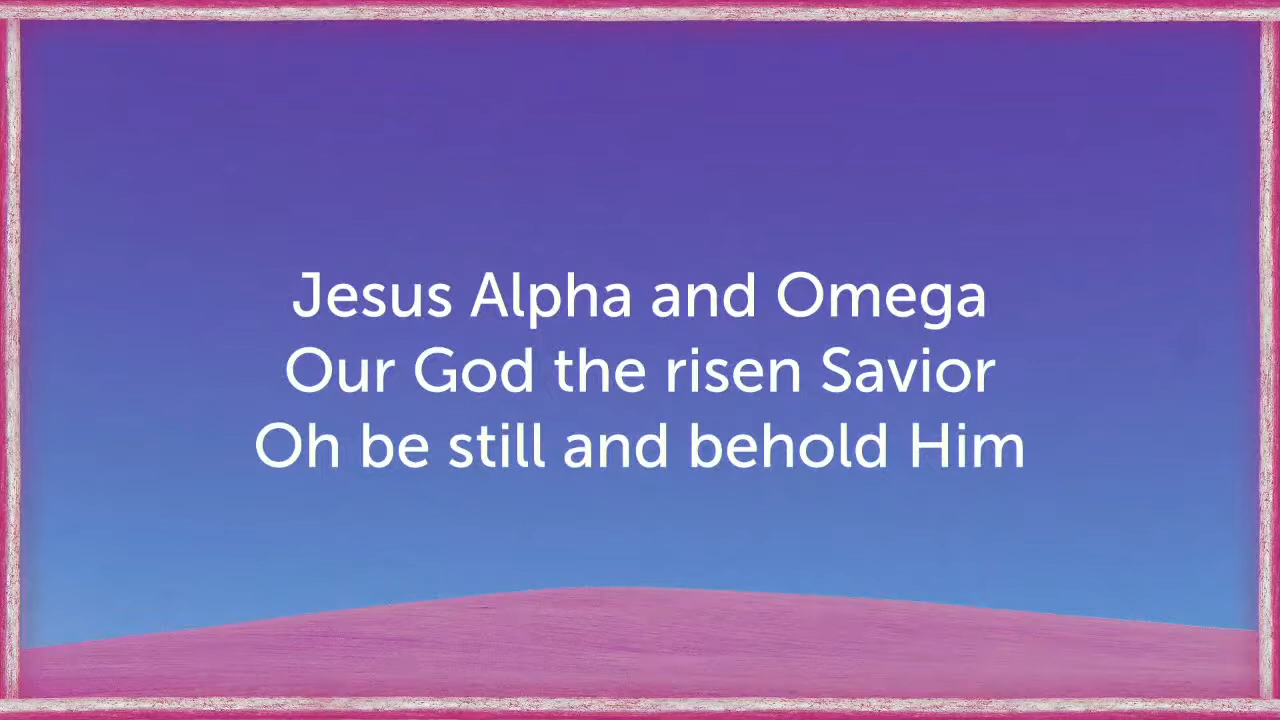 Jesus Alpha and Omega
Our God the risen Savior
Oh be still and behold Him